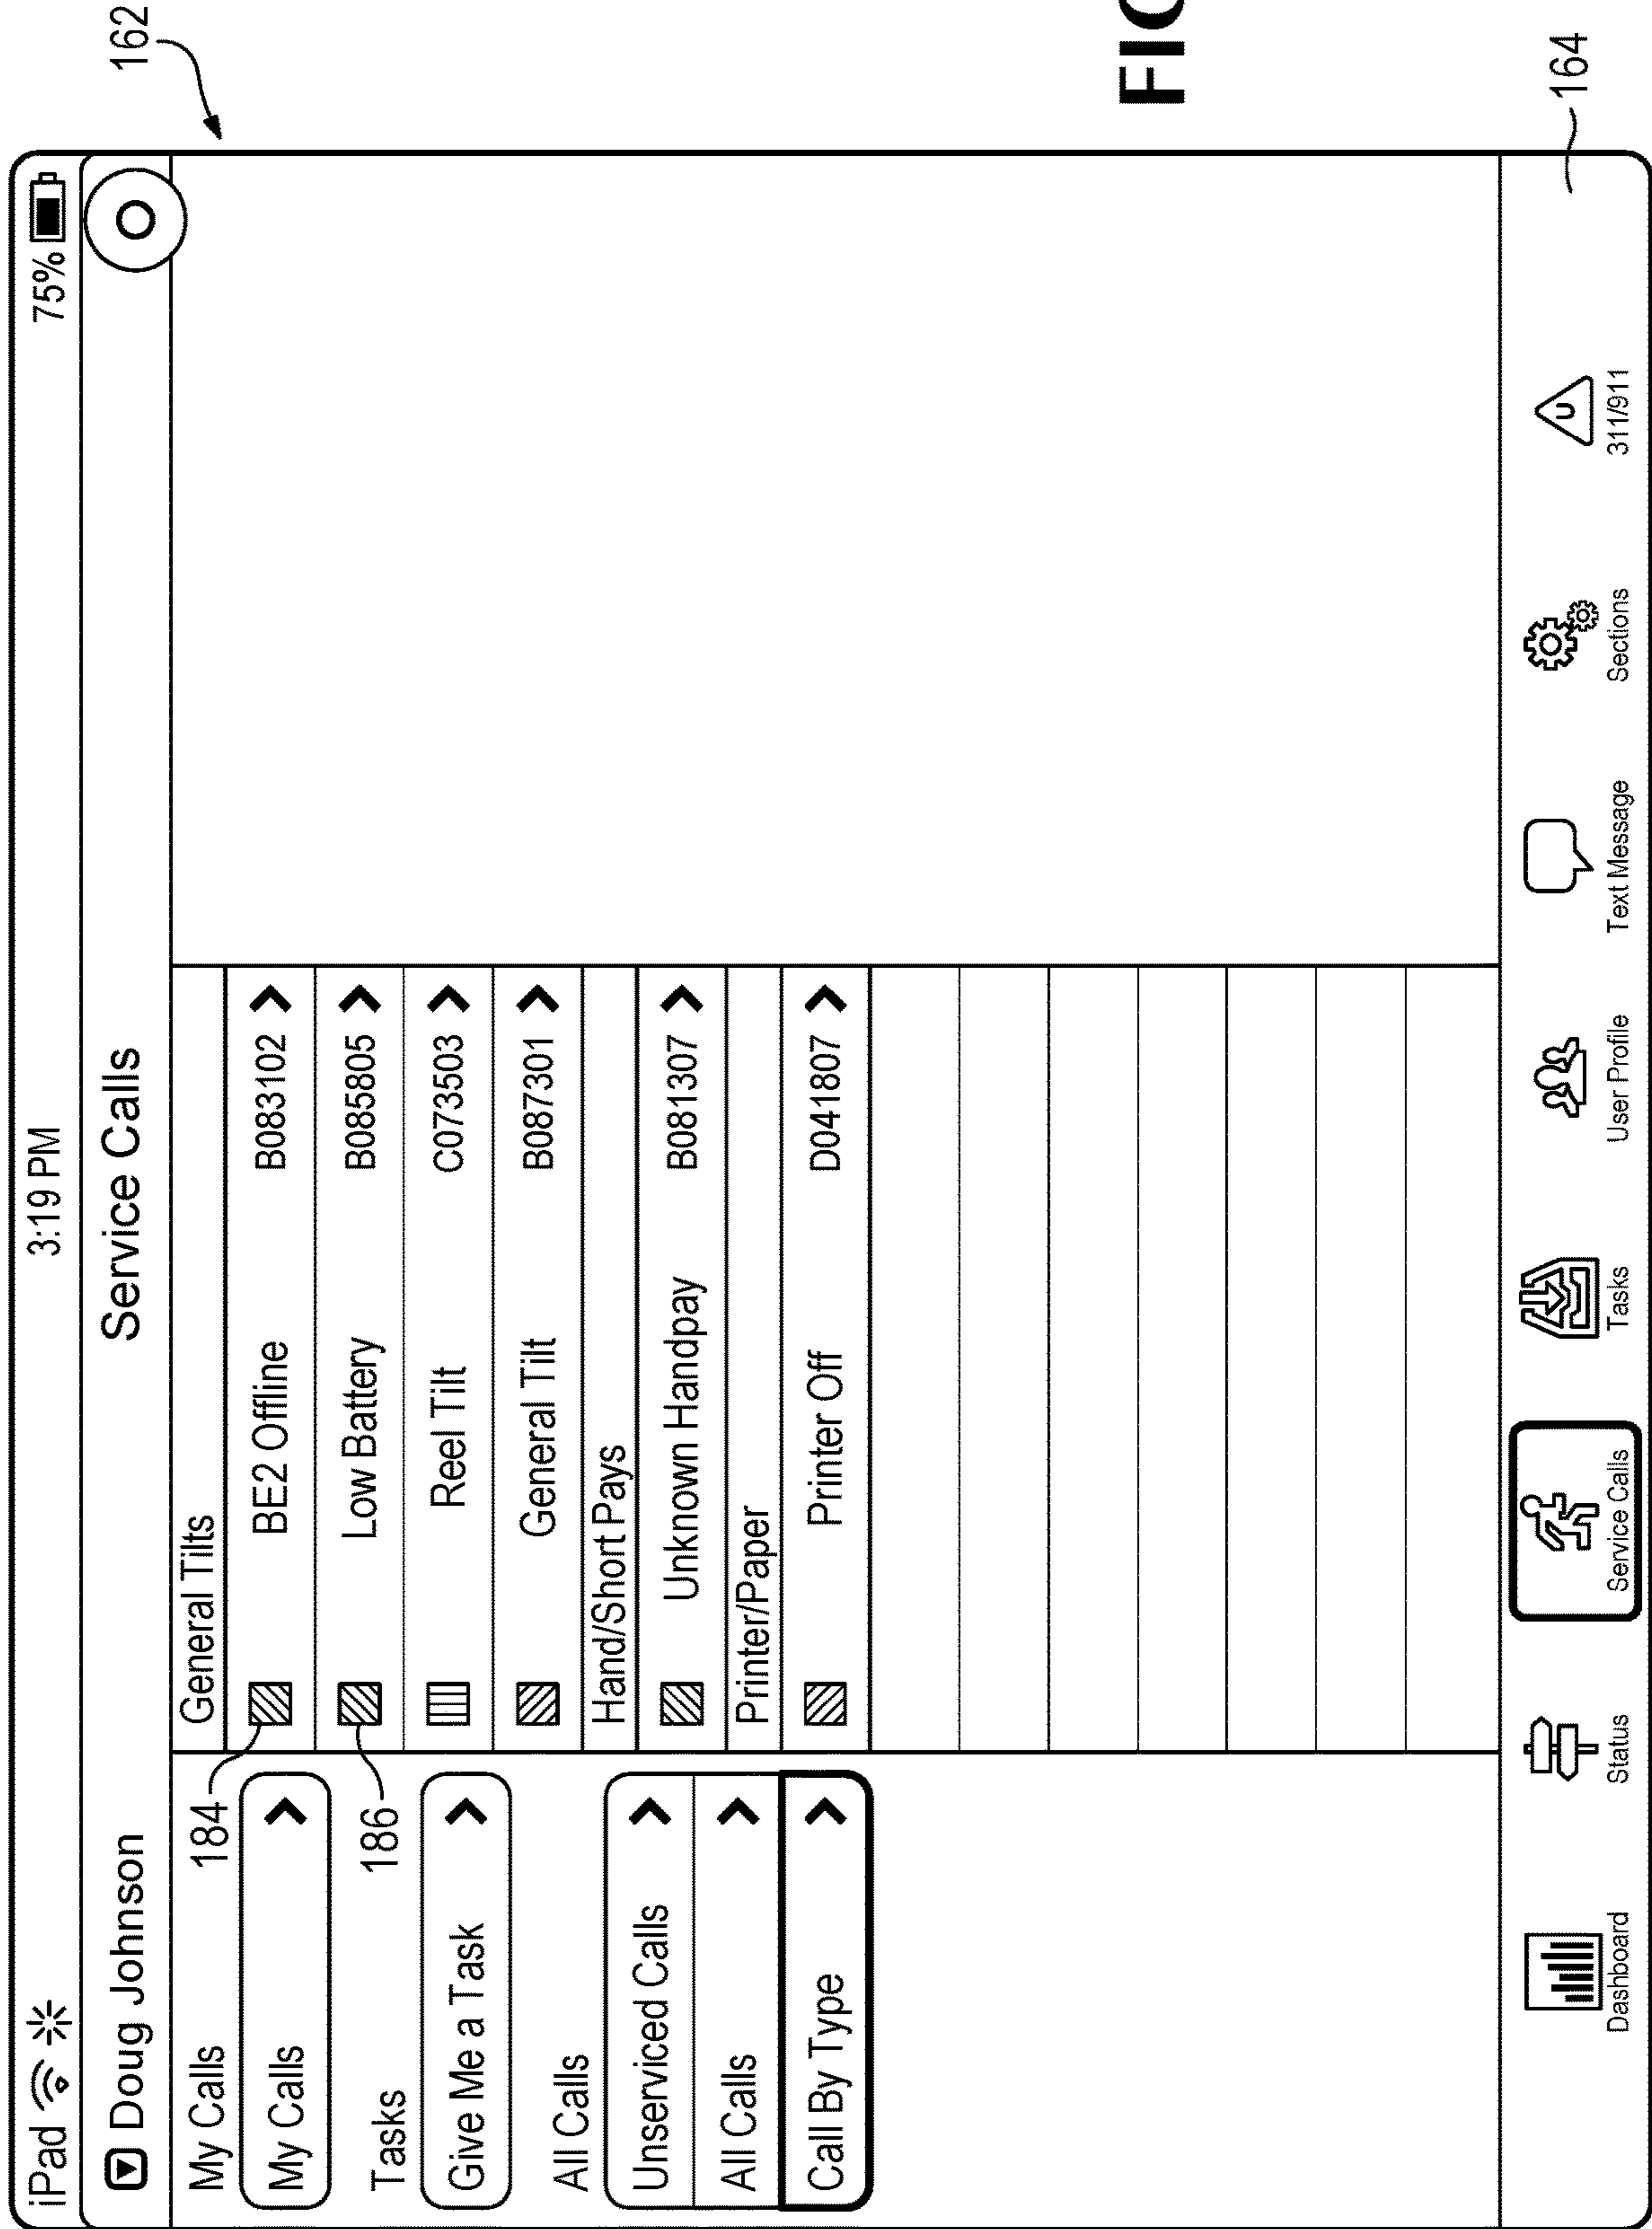 iPad 3:19 PM 75%
Doug Johnson Service Calls
162
My Calls
184
My Calls
186
Tasks
Give Me a Task
All Calls
Unserviced Calls
All Calls
Call By Type
General Tilts
BE2 Offline B083102
Low Battery B085805
Reel Tilt C073503
General Tilt B087301
Hand/Short Pays
Unknown Handpay B081307
Printer/Paper
Printer Off D041807
Dashboard
Status
Service Calls
Tasks
User Profile
Text Message
Sections
311/911
164